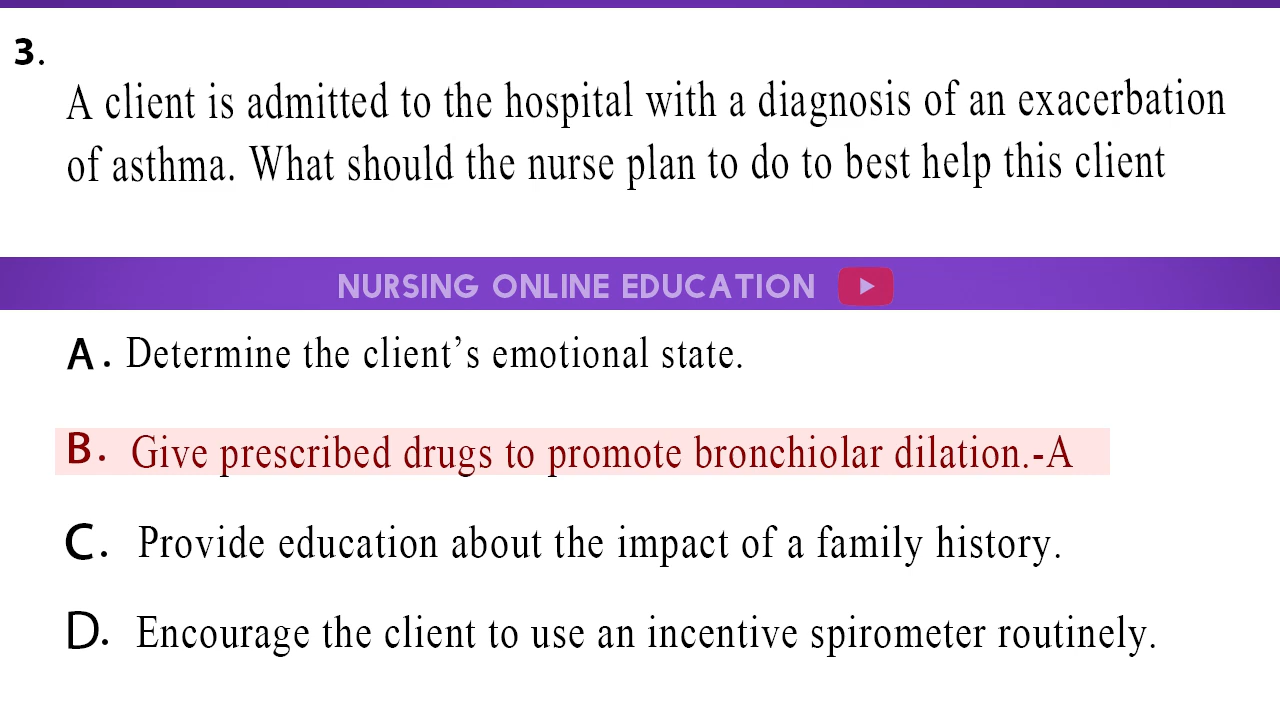 3.
A client is admitted to the hospital with a diagnosis of an exacerbation
of asthma. What should the nurse plan to do to best help this client
NURSING ONLINE EDUCATION
A. Determine the client’s emotional state.
B. Give prescribed drugs to promote bronchiolar dilation.-A
C. Provide education about the impact of a family history.
D. Encourage the client to use an incentive spirometer routinely.